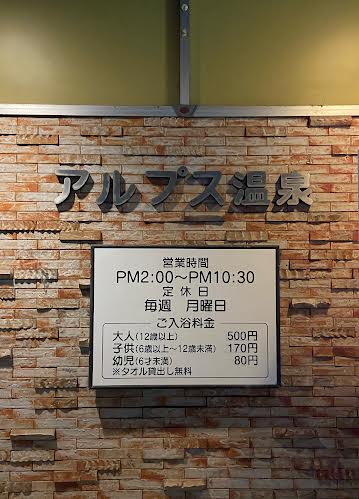 アルプス温泉
営業時間
PM2:00～PM10:30
定休日
毎週 月曜日
ご入浴料金
大人(12歳以上) 500円
子供(6歳以上～12歳未満) 170円
幼児(6才未満) 80円
※タオル貸出し無料